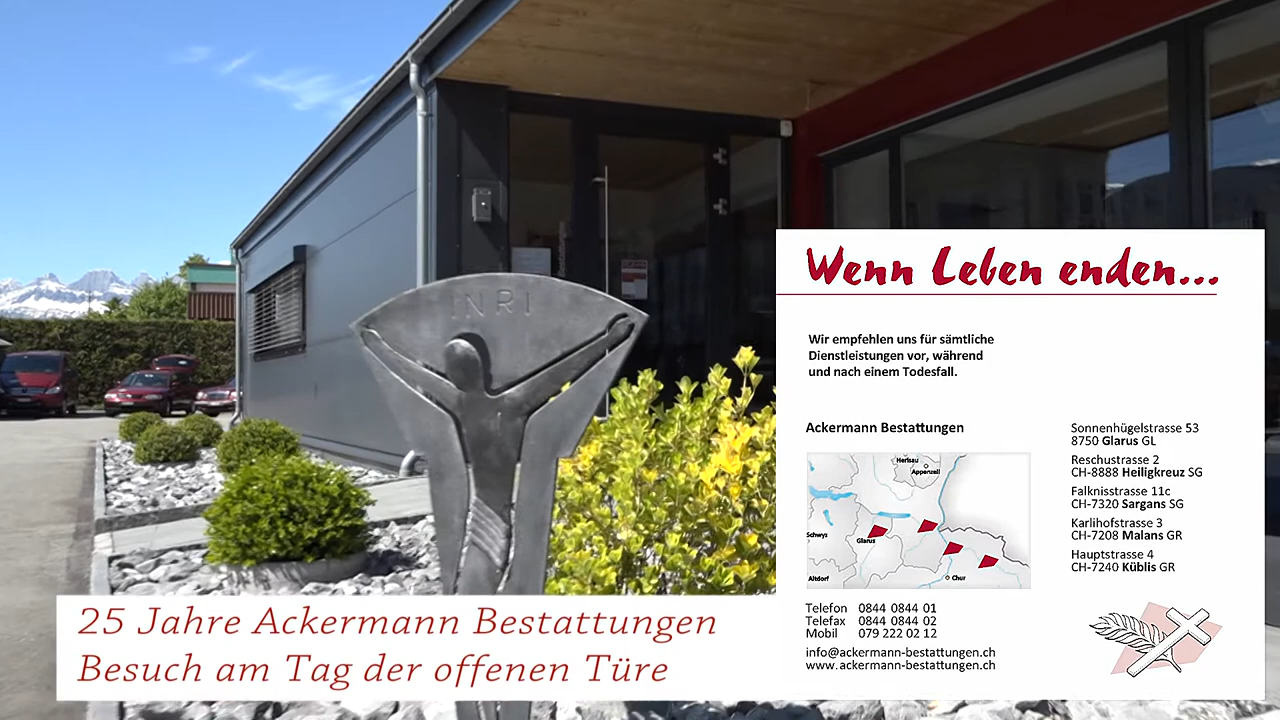 INRI
Wenn Leben enden...
Wir empfehlen uns für sämtliche
Dienstleistungen vor, während
und nach einem Todesfall.
Ackermann Bestattungen
Herisau
Appenzell
Schwyz
Glarus
Altdorf
Chur
Sonnenhügelstrasse 53
8750 Glarus GL
Reschustrasse 2
CH-8888 Heiligkreuz SG
Falknisstrasse 11c
CH-7320 Sargans SG
Karlihofstrasse 3
CH-7208 Malans GR
Hauptstrasse 4
CH-7240 Küblis GR
Telefon 0844 0844 01
Telefax 0844 0844 02
Mobil 079 222 02 12
info@ackermann-bestattungen.ch
www.ackermann-bestattungen.ch
25 Jahre Ackermann Bestattungen
Besuch am Tag der offenen Türe